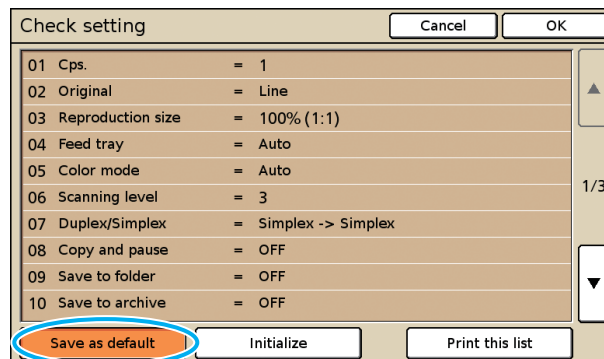 Check setting Cancel OK
01 Cps. = 1
02 Original = Line
03 Reproduction size = 100% (1:1)
04 Feed tray = Auto
05 Color mode = Auto
06 Scanning level = 3
07 Duplex/Simplex = Simplex -> Simplex
08 Copy and pause = OFF
09 Save to folder = OFF
10 Save to archive = OFF
1/3
Save as default Initialize Print this list